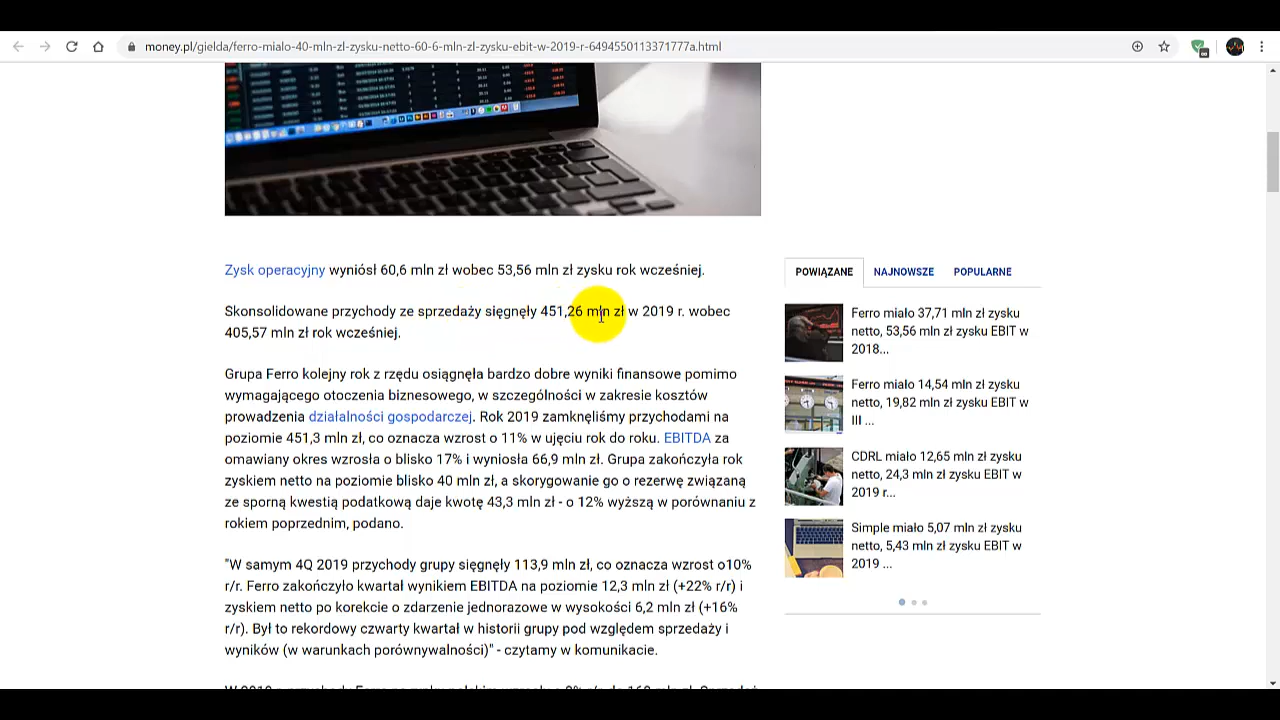 money.pl/gielda/ferro-mialo-40-mln-zl-zysku-netto-60-6-mln-zl-zysku-ebit-w-2019-r-6494550113371777a.html
Zysk operacyjny wyniósł 60,6 mln zł wobec 53,56 mln zł zysku rok wcześniej.
Skonsolidowane przychody ze sprzedaży sięgnęły 451,26 mln zł w 2019 r. wobec
405,57 mln zł rok wcześniej.
Grupa Ferro kolejny rok z rzędu osiągnęła bardzo dobre wyniki finansowe pomimo
wymagającego otoczenia biznesowego, w szczególności w zakresie kosztów
prowadzenia działalności gospodarczej. Rok 2019 zamknęliśmy przychodami na
poziomie 451,3 mln zł, co oznacza wzrost o 11% w ujęciu rok do roku. EBITDA za
omawiany okres wzrosła o blisko 17% i wyniosła 66,9 mln zł. Grupa zakończyła rok
zyskiem netto na poziomie blisko 40 mln zł, a skorygowanie go o rezerwę związaną
ze sporną kwestią podatkową daje kwotę 43,3 mln zł - o 12% wyższą w porównaniu z
rokiem poprzednim, podano.
"W samym 4Q 2019 przychody grupy sięgnęły 113,9 mln zł, co oznacza wzrost o10%
r/r. Ferro zakończyło kwartał wynikiem EBITDA na poziomie 12,3 mln zł (+22% r/r) i
zyskiem netto po korekcie o zdarzenie jednorazowe w wysokości 6,2 mln zł (+16%
r/r). Był to rekordowy czwarty kwartał w historii grupy pod względem sprzedaży i
wyników (w warunkach porównywalności)" - czytamy w komunikacie.
POWIĄZANE NAJNOWSZE POPULARNE
Ferro miało 37,71 mln zł zysku
netto, 53,56 mln zł zysku EBIT w
2018...
Ferro miało 14,54 mln zł zysku
netto, 19,82 mln zł zysku EBIT w
III ...
CDRL miało 12,65 mln zł zysku
netto, 24,3 mln zł zysku EBIT w
2019 r...
Simple miało 5,07 mln zł zysku
netto, 5,43 mln zł zysku EBIT w
2019 ...